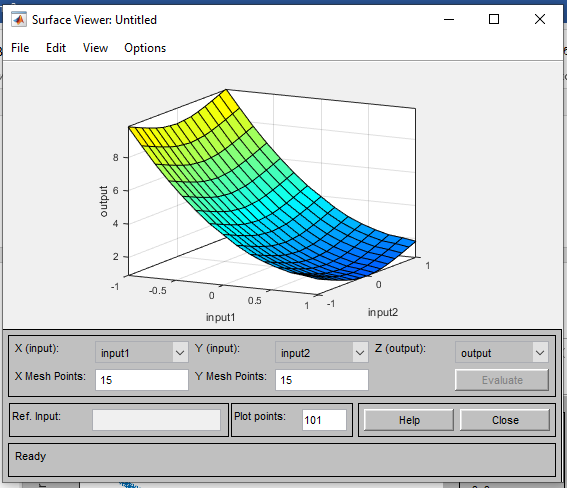 Surface Viewer: Untitled
File Edit View Options
8
6
4
2
output
-1
-0.5
0
0.5
1
input1
-1
0
1
input2
X (input): input1 Y (input): input2 Z (output): output
X Mesh Points: 15 Y Mesh Points: 15 Evaluate
Ref. Input: Plot points: 101 Help Close
Ready